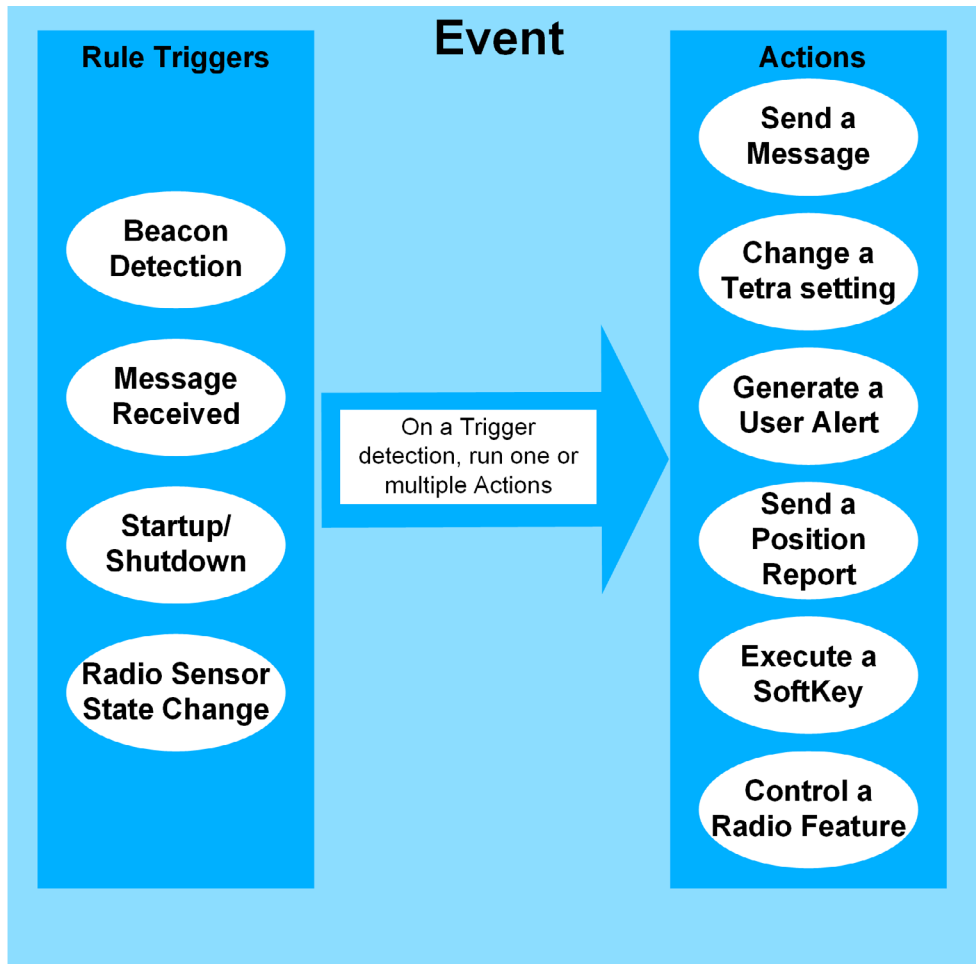 Event
Rule Triggers
Beacon
Detection
Message
Received
Startup/
Shutdown
Radio Sensor
State Change
On a Trigger
detection, run one or
multiple Actions
Actions
Send a
Message
Change a
Tetra setting
Generate a
User Alert
Send a
Position
Report
Execute a
SoftKey
Control a
Radio Feature